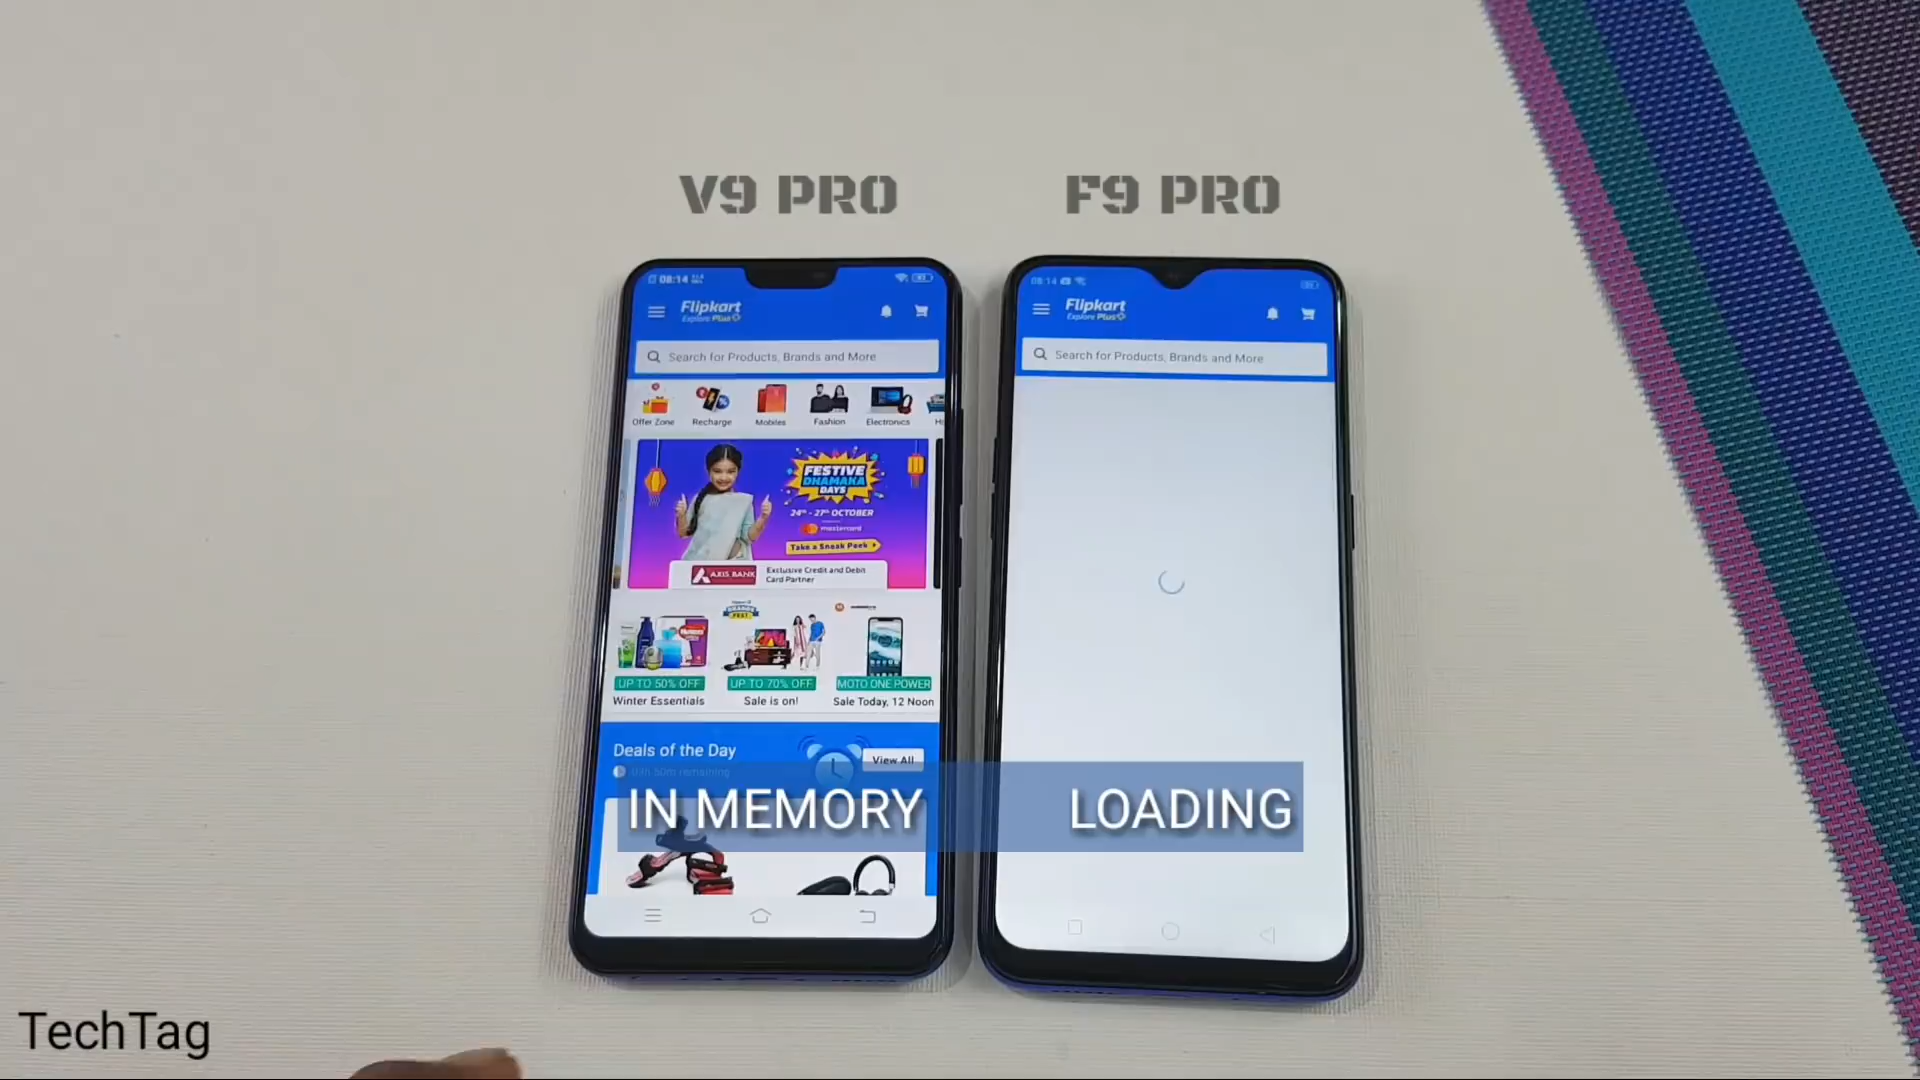 V9 PRO
F9 PRO
08:14
Flipkart
Explore Plus
Search for Products, Brands and More
Offer Zone
Recharge
Mobiles
Fashion
Electronics
FESTIVE
DHAMAKA
DAYS
24th - 27th OCTOBER
mastercard
Take a Sneak Peek
AXIS BANK
Exclusive Credit and Debit
Card Partner
UP TO 50% OFF
UP TO 70% OFF
MOTO ONE POWER
Winter Essentials
Sale is on!
Sale Today, 12 Noon
Deals of the Day
View All
08:14
Flipkart
Explore Plus
Search for Products, Brands and More
IN MEMORY
LOADING
TechTag